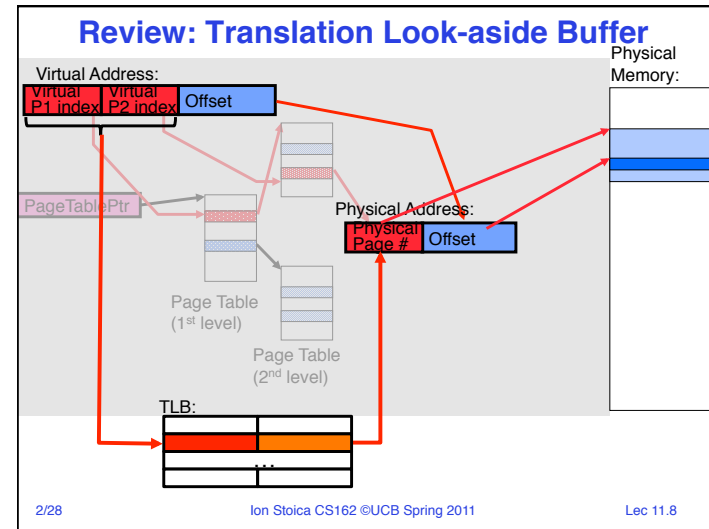 Review: Translation Look-aside Buffer
Physical
Memory:
Virtual Address:
Virtual
P1 index
Virtual
P2 index
Offset
PageTablePtr
Physical Address:
Physical
Page #
Offset
Page Table
(1st level)
Page Table
(2nd level)
TLB:
…
2/28
Ion Stoica CS162 ©UCB Spring 2011
Lec 11.8